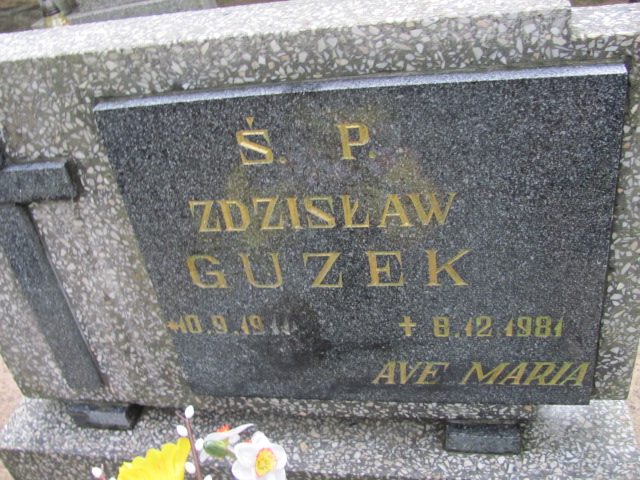 Ś. P.
ZDZISŁAW
GUZEK
✝ 8.12.1981
AVE MARIA